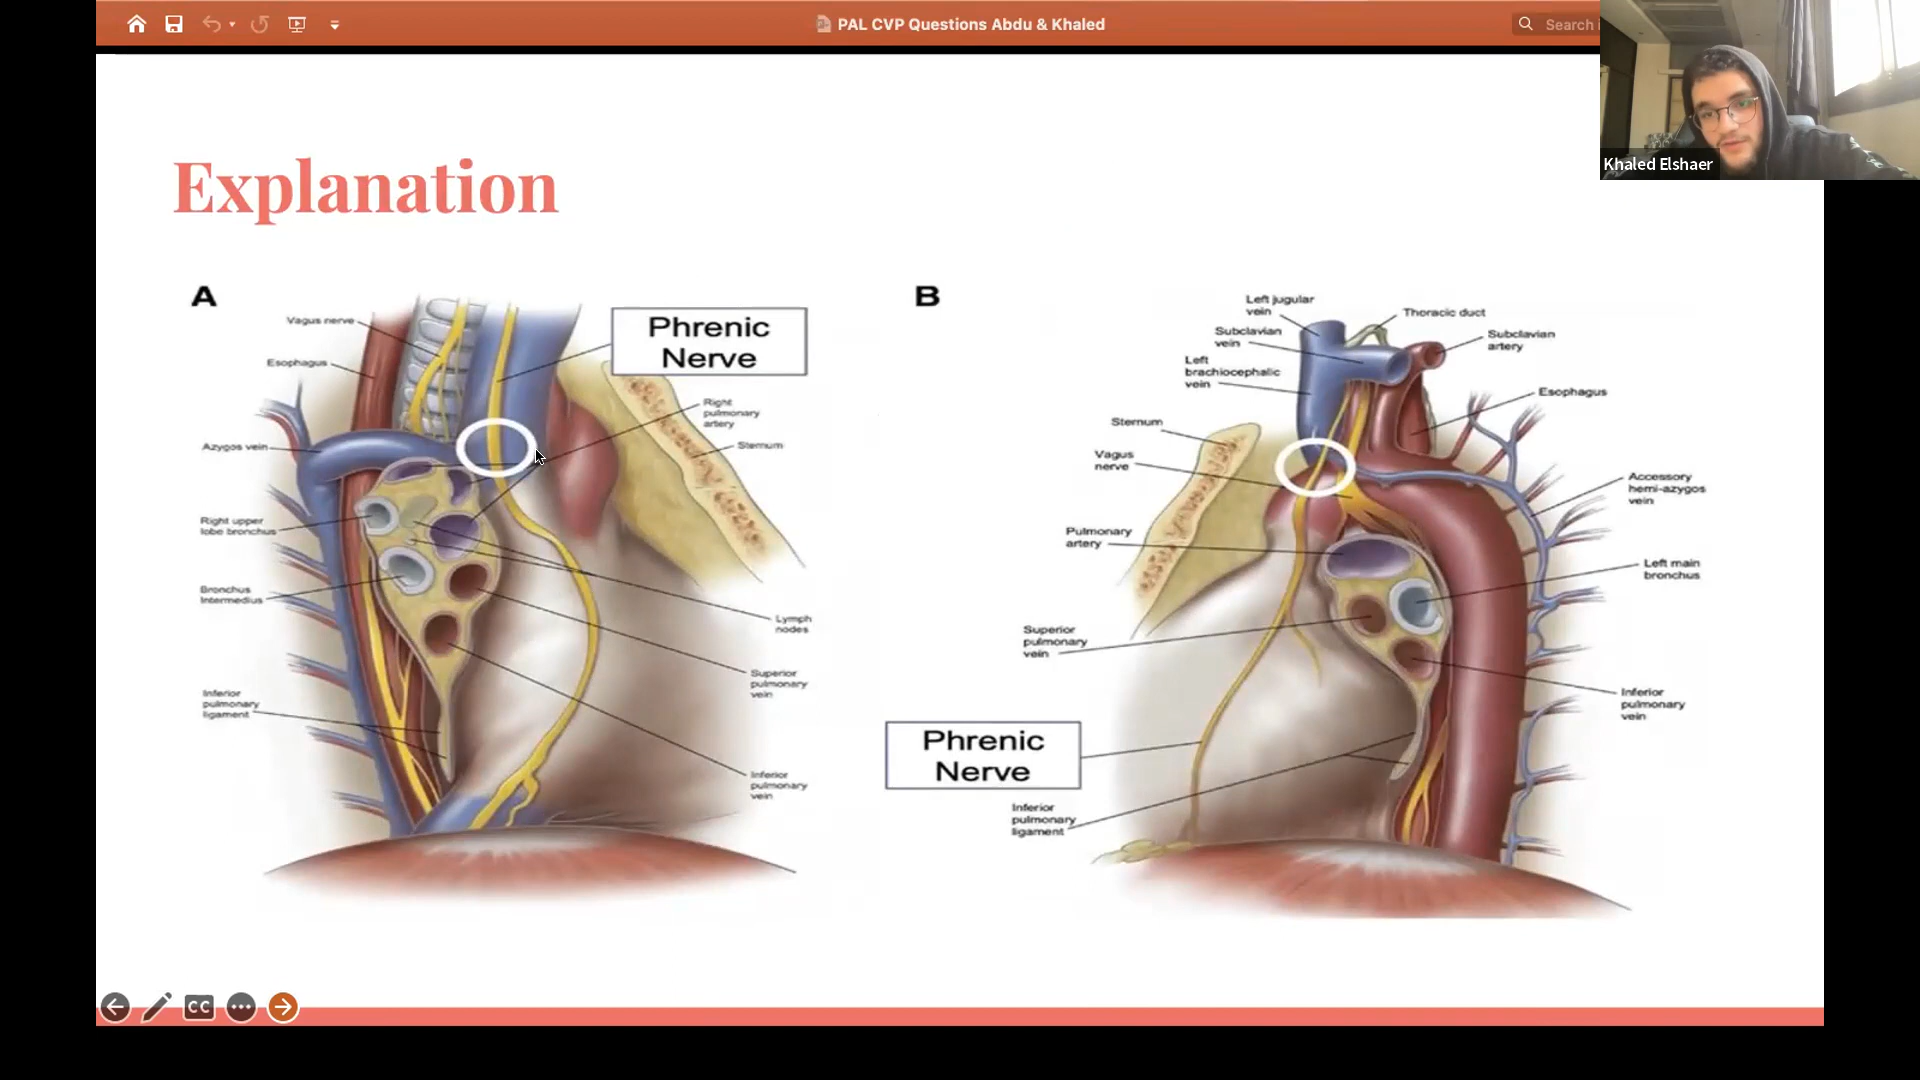 PAL CVP Questions Abdu & Khaled
Search i
Khaled Elshaer
Explanation
A
Vagus nerve
Esophagus
Azygos vein
Right upper
lobe bronchus
Bronchus
Intermedius
Inferior
pulmonary
ligament
Phrenic
Nerve
Right
pulmonary
artery
Sternum
Lymph
nodes
Superior
pulmonary
vein
Inferior
pulmonary
vein
B
Left jugular
vein
Subclavian
vein
Left
brachiocephalic
vein
Sternum
Vagus
nerve
Pulmonary
artery
Superior
pulmonary
vein
Phrenic
Nerve
Inferior
pulmonary
ligament
Thoracic duct
Subclavian
artery
Esophagus
Accessory
hemi-azygos
vein
Left main
bronchus
Inferior
pulmonary
vein
CC